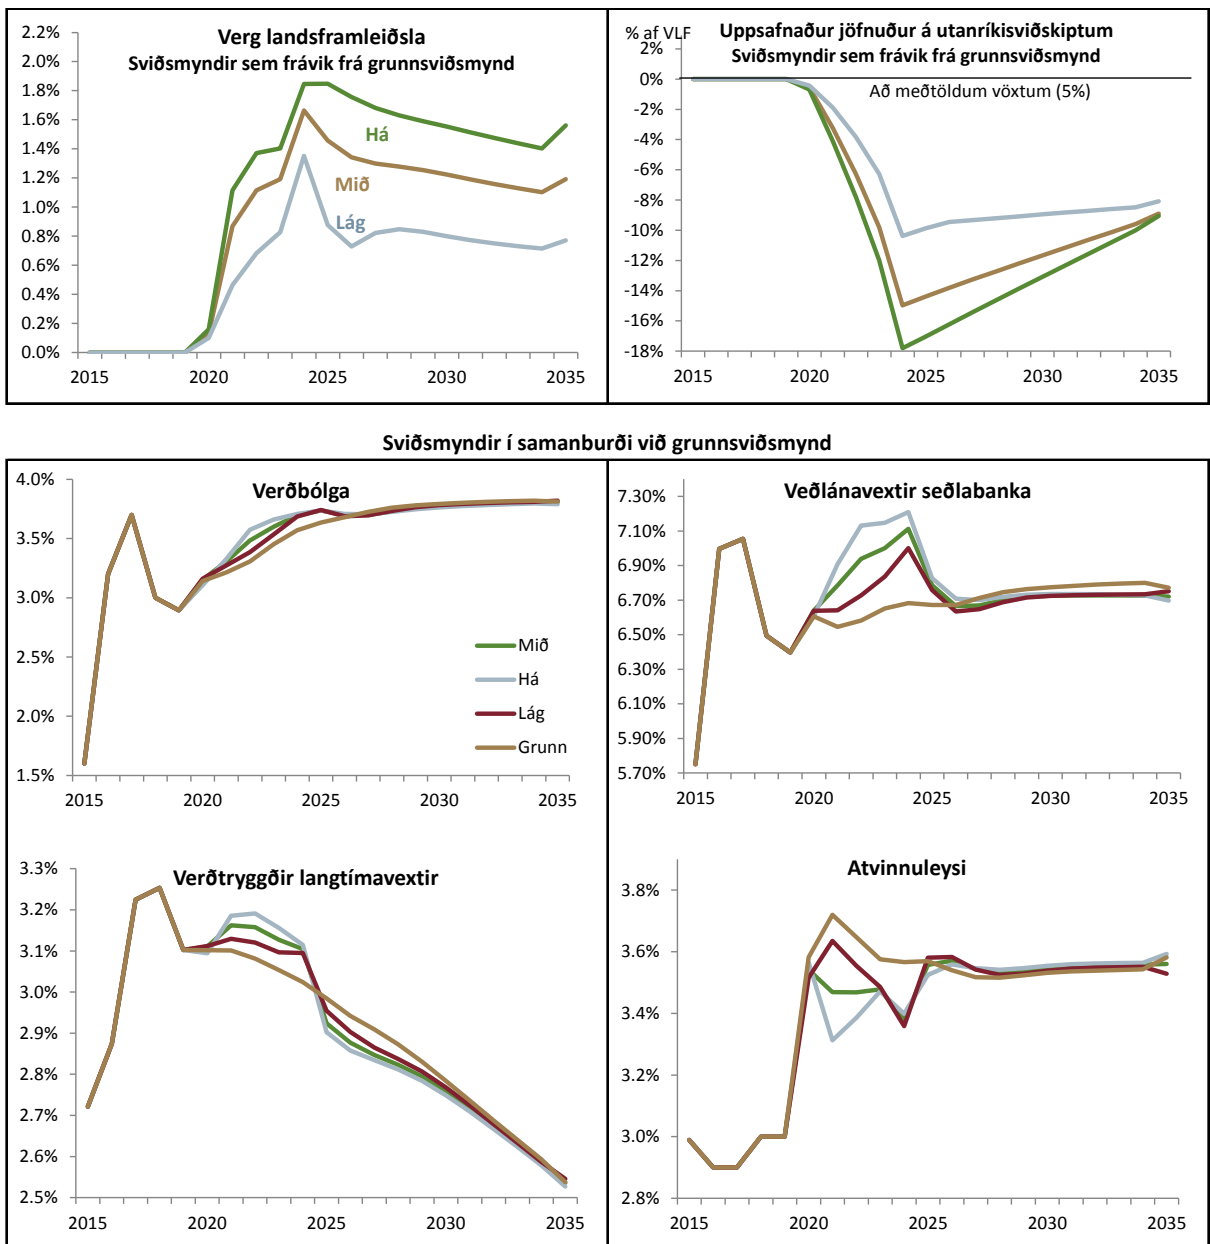 Verg landsframleiðsla
Sviðsmyndir sem frávik frá grunnsviðsmynd
2.2%
2.0%
1.8%
1.6%
1.4%
1.2%
1.0%
0.8%
0.6%
0.4%
0.2%
0.0%
Há
Mið
Lág
2015 2020 2025 2030 2035
% af VLF
Uppsafnaður jöfnuður á utanríkisviðskiptum
Sviðsmyndir sem frávik frá grunnsviðsmynd
Að meðtöldum vöxtum (5%)
2%
0%
-2%
-4%
-6%
-8%
-10%
-12%
-14%
-16%
-18%
2015 2020 2025 2030 2035
Sviðsmyndir í samanburði við grunnsviðsmynd
Verðbólga
4.0%
3.5%
3.0%
2.5%
2.0%
1.5%
Mið
Há
Lág
Grunn
2015 2020 2025 2030 2035
Veðlánavextir seðlabanka
7.30%
7.10%
6.90%
6.70%
6.50%
6.30%
6.10%
5.90%
5.70%
2015 2020 2025 2030 2035
Verðtryggðir langtímavextir
3.3%
3.2%
3.1%
3.0%
2.9%
2.8%
2.7%
2.6%
2.5%
2015 2020 2025 2030 2035
Atvinnuleysi
3.8%
3.6%
3.4%
3.2%
3.0%
2.8%
2015 2020 2025 2030 2035